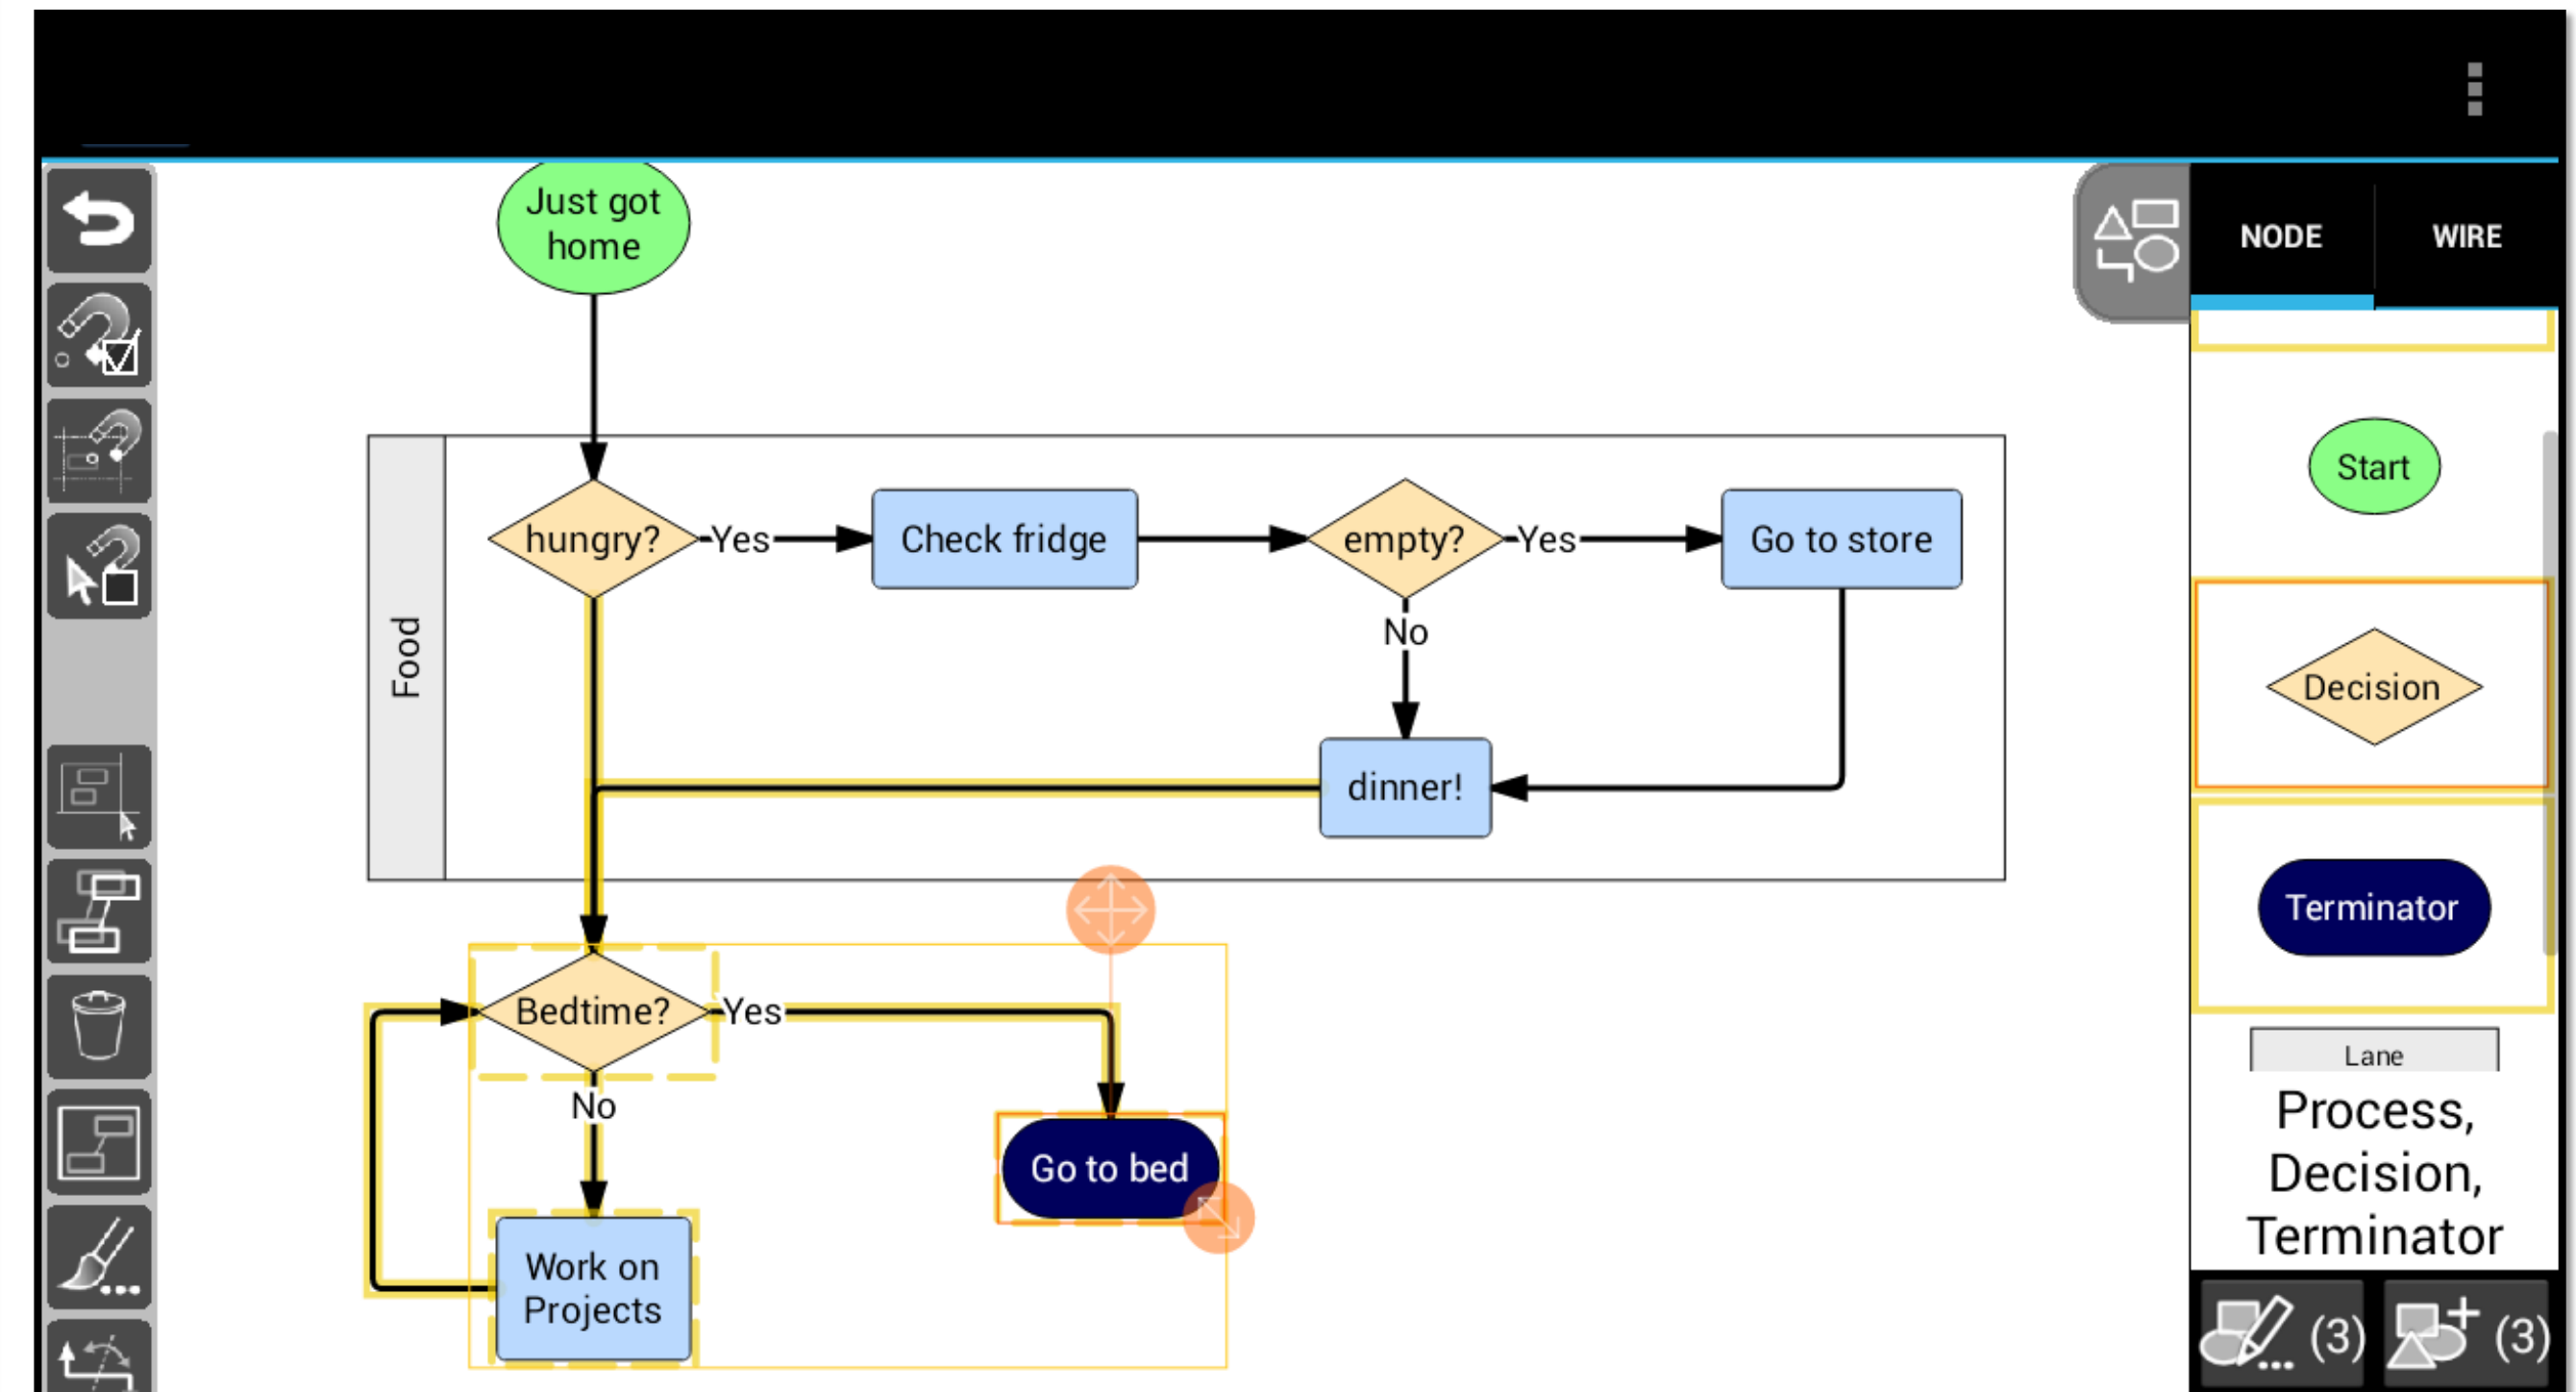 NODE
WIRE
Just got
home
Start
hungry?
Yes
Check fridge
empty?
Yes
Go to store
Food
No
Decision
dinner!
Terminator
Bedtime?
Yes
Lane
No
Process,
Decision,
Terminator
Go to bed
Work on
Projects
(3)
(3)